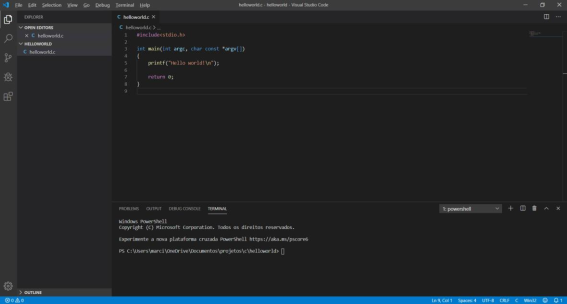 File Edit Selection View Go Debug Terminal Help
helloworld.c - helloworld - Visual Studio Code
EXPLORER
OPEN EDITORS
C helloworld.c
HELLOWORLD
C helloworld.c
OUTLINE
C helloworld.c
C helloworld.c > ...
1 #include<stdio.h>
2
3 int main(int argc, char const *argv[])
4 {
5 printf("Hello world!\n");
6
7 return 0;
8 }
9
PROBLEMS OUTPUT DEBUG CONSOLE TERMINAL
1: powershell
Windows PowerShell
Copyright (C) Microsoft Corporation. Todos os direitos reservados.
Experimente a nova plataforma cruzada PowerShell https://aka.ms/pscore6
PS C:\Users\marci\OneDrive\Documentos\projetos\c\helloworld>
0 0
Ln 9, Col 1 Spaces: 4 UTF-8 CRLF C Win32
1